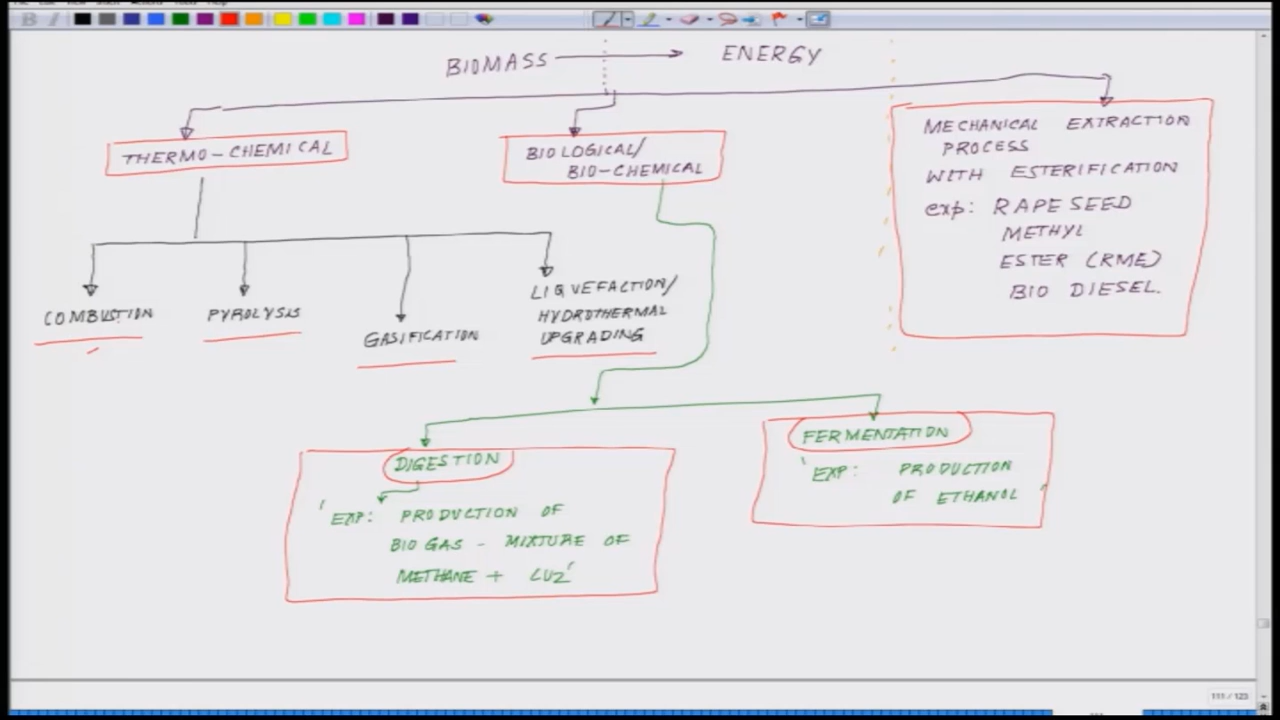 BIOMASS → ENERGY
THERMO-CHEMICAL
BIOLOGICAL/
BIO-CHEMICAL
MECHANICAL EXTRACTION
PROCESS
WITH ESTERIFICATION
exp: RAPE SEED
METHYL
ESTER (RME)
BIO DIESEL.
COMBUSTION
PYROLYSIS
GASIFICATION
LIQVEFACTION/
HYDROTHERMAL
UPGRADING
DIGESTION
'EXP: PRODUCTION OF
BIO GAS - MIXTURE OF
METHANE +
FERMENTATION
'EXP: PRODUCTION
OF ETHANOL'
111 / 123